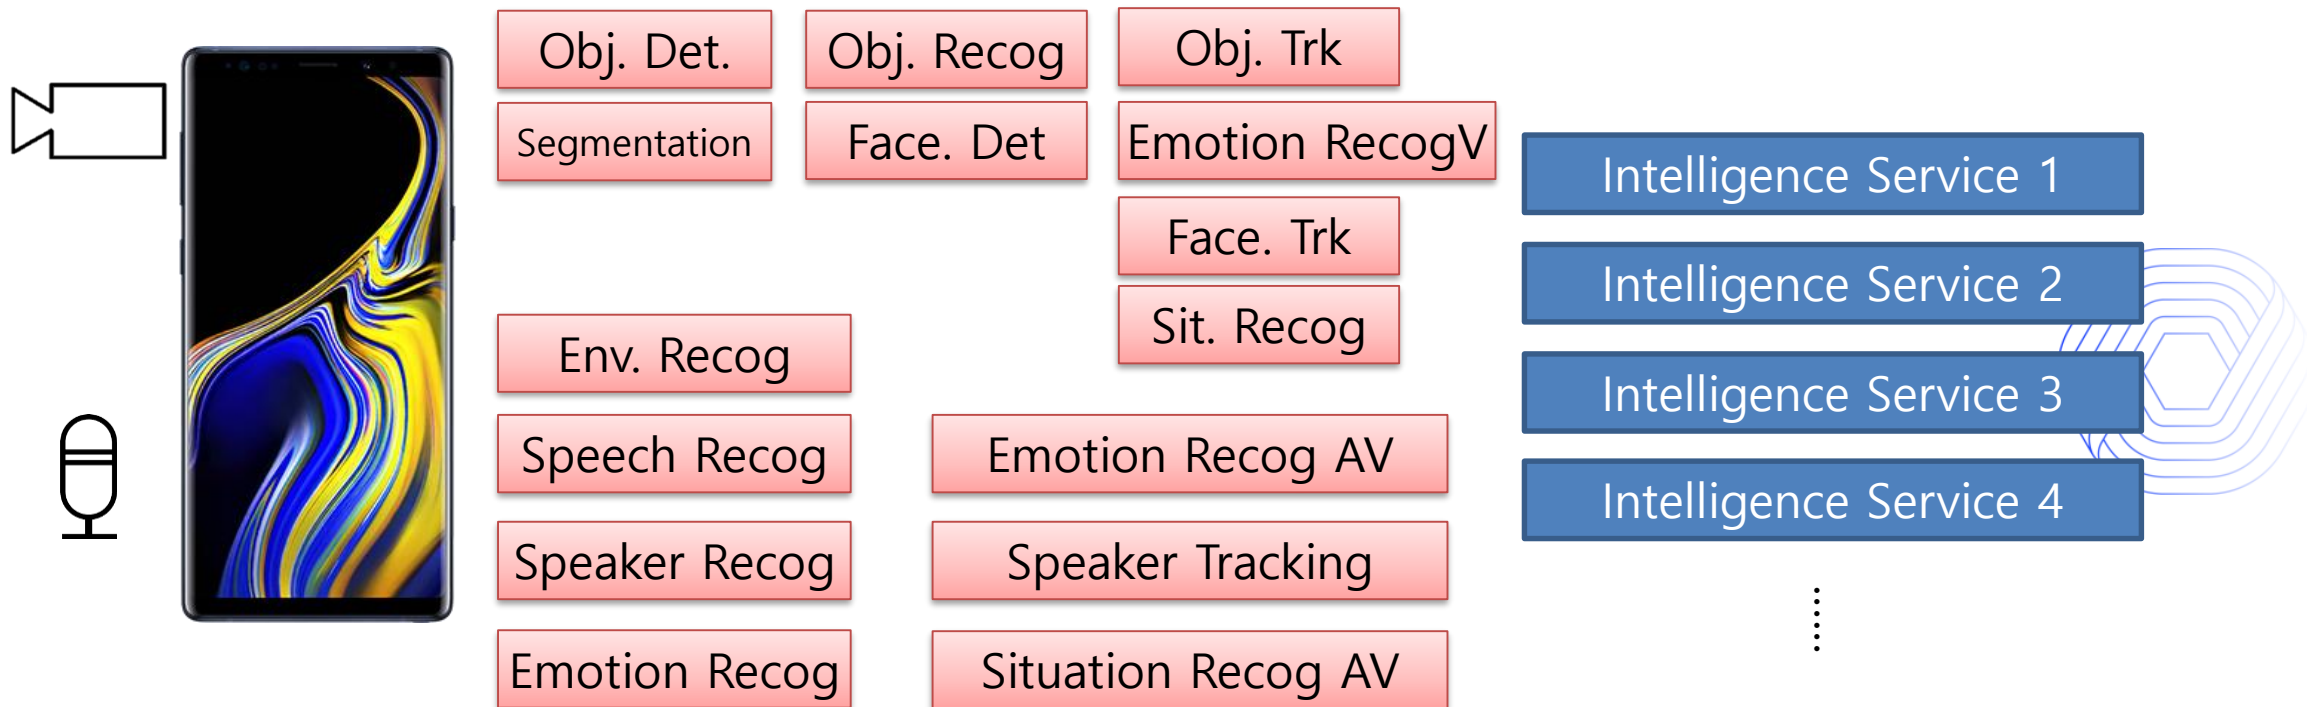 Obj. Det.
Obj. Recog
Obj. Trk
Segmentation
Face. Det
Emotion RecogV
Face. Trk
Sit. Recog
Env. Recog
Speech Recog
Emotion Recog AV
Speaker Recog
Speaker Tracking
Emotion Recog
Situation Recog AV
Intelligence Service 1
Intelligence Service 2
Intelligence Service 3
Intelligence Service 4
……